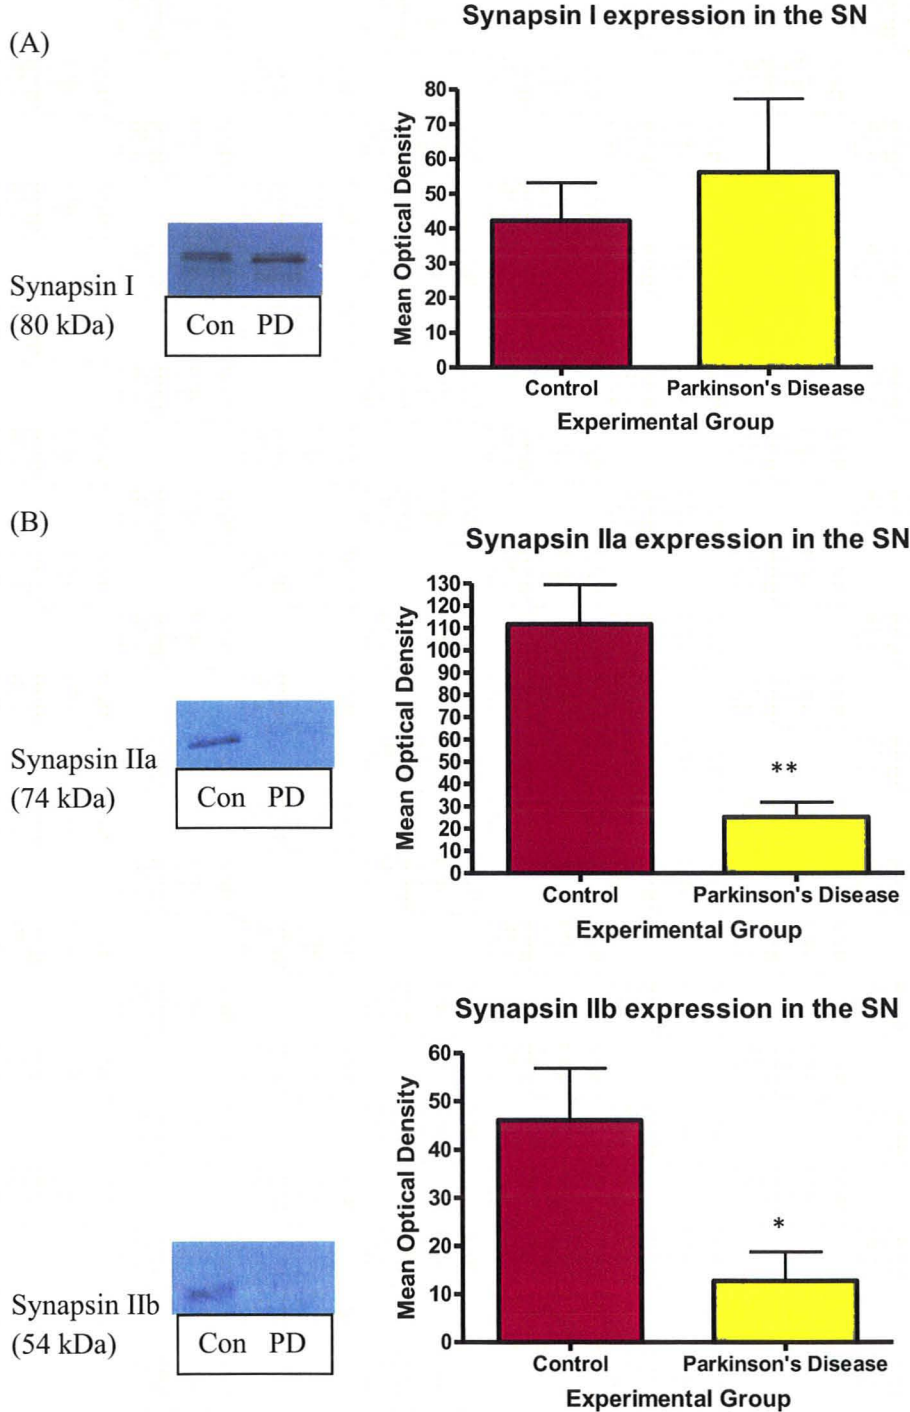 (A)
Synapsin I expression in the SN
Synapsin I
(80 kDa)
Con PD
Mean Optical Density
80
70
60
50
40
30
20
10
0
Control Parkinson's Disease
Experimental Group
(B)
Synapsin IIa expression in the SN
Synapsin IIa
(74 kDa)
Con PD
Mean Optical Density
130
120
110
100
90
80
70
60
50
40
30
20
10
0
**
Control Parkinson's Disease
Experimental Group
Synapsin IIb expression in the SN
Synapsin IIb
(54 kDa)
Con PD
Mean Optical Density
60
50
40
30
20
10
0
*
Control Parkinson's Disease
Experimental Group